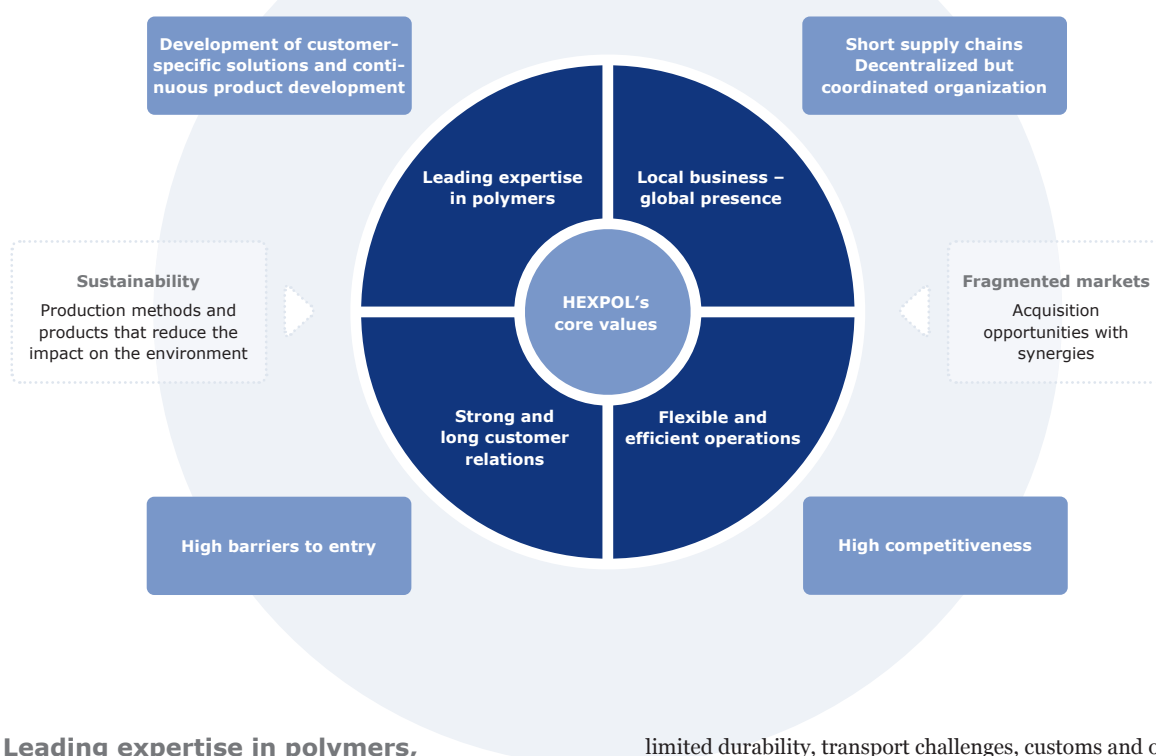 Development of customer-
specific solutions and conti-
nuous product development
Short supply chains
Decentralized but
coordinated organization
Leading expertise
in polymers
Local business –
global presence
Sustainability
Production methods and
products that reduce the
impact on the environment
HEXPOL’s
core values
Fragmented markets
Acquisition
opportunities with
synergies
Strong and
long customer
relations
Flexible and
efficient operations
High barriers to entry
High competitiveness
Leading expertise in polymers,
limited durability, transport challenges, customs and